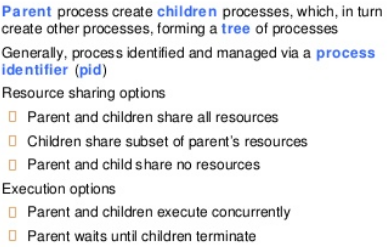 Parent process create children processes, which, in turn
create other processes, forming a tree of processes
Generally, process identified and managed via a process
identifier (pid)
Resource sharing options
Parent and children share all resources
Children share subset of parent's resources
Parent and child share no resources
Execution options
Parent and children execute concurrently
Parent waits until children terminate